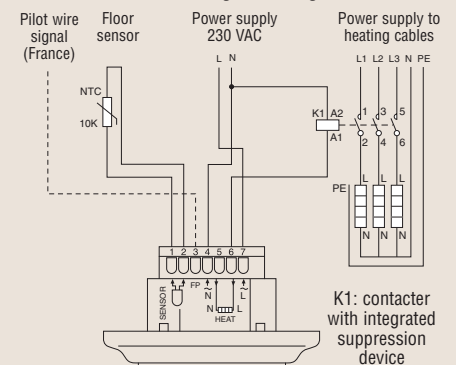 Pilot wire
signal
(France)
Floor
sensor
Power supply
230 VAC
Power supply to
heating cables
L N
L1 L2 L3 N PE
NTC
10K
K1 A2
A1
1 3 5
2 4 6
PE
L L L
N N N
1 2 3 4 5 6 7
SENSOR
FP
N
N
L
L
HEAT
K1: contacter
with integrated
suppression
device